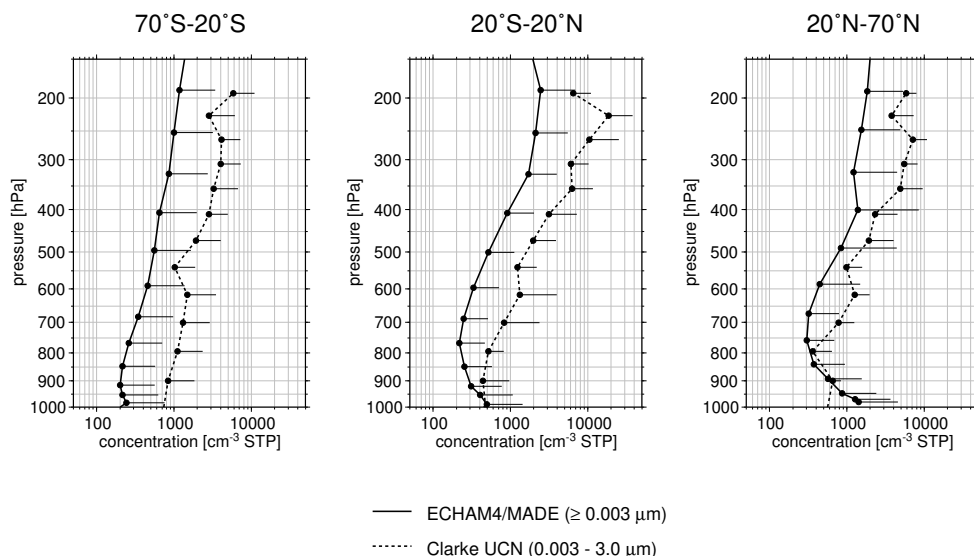 70°S-20°S
20°S-20°N
20°N-70°N
200
300
400
500
600
700
800
900
1000
pressure [hPa]
100 1000 10000
concentration [cm-3 STP]
200
300
400
500
600
700
800
900
1000
pressure [hPa]
100 1000 10000
concentration [cm-3 STP]
200
300
400
500
600
700
800
900
1000
pressure [hPa]
100 1000 10000
concentration [cm-3 STP]
ECHAM4/MADE (≥ 0.003 μm)
Clarke UCN (0.003 - 3.0 μm)